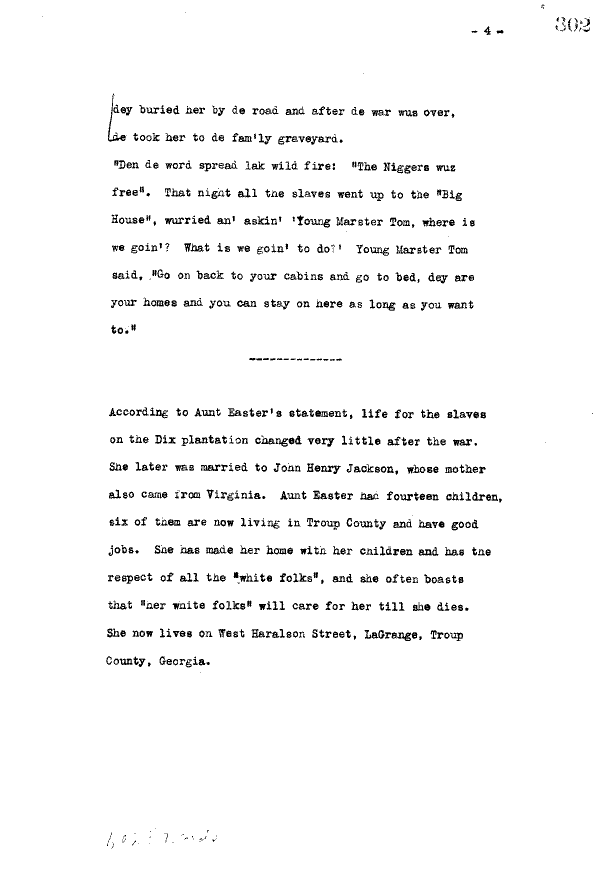 - 4 -
302
dey buried her by de road and after de war wus over,
de took her to de fam'ly graveyard.
"Den de word spread lak wild fire: "The Niggers wuz
free". That night all the slaves went up to the "Big
House", wurried an' askin' 'Young Marster Tom, where is
we goin'? What is we goin' to do?' Young Marster Tom
said, "Go on back to your cabins and go to bed, dey are
your homes and you can stay on here as long as you want
to."
--------------
According to Aunt Easter's statement, life for the slaves
on the Dix plantation changed very little after the war.
She later was married to John Henry Jackson, whose mother
also came from Virginia. Aunt Easter had fourteen children,
six of them are now living in Troup County and have good
jobs. She has made her home with her children and has the
respect of all the "white folks", and she often boasts
that "her white folks" will care for her till she dies.
She now lives on West Haralson Street, LaGrange, Troup
County, Georgia.